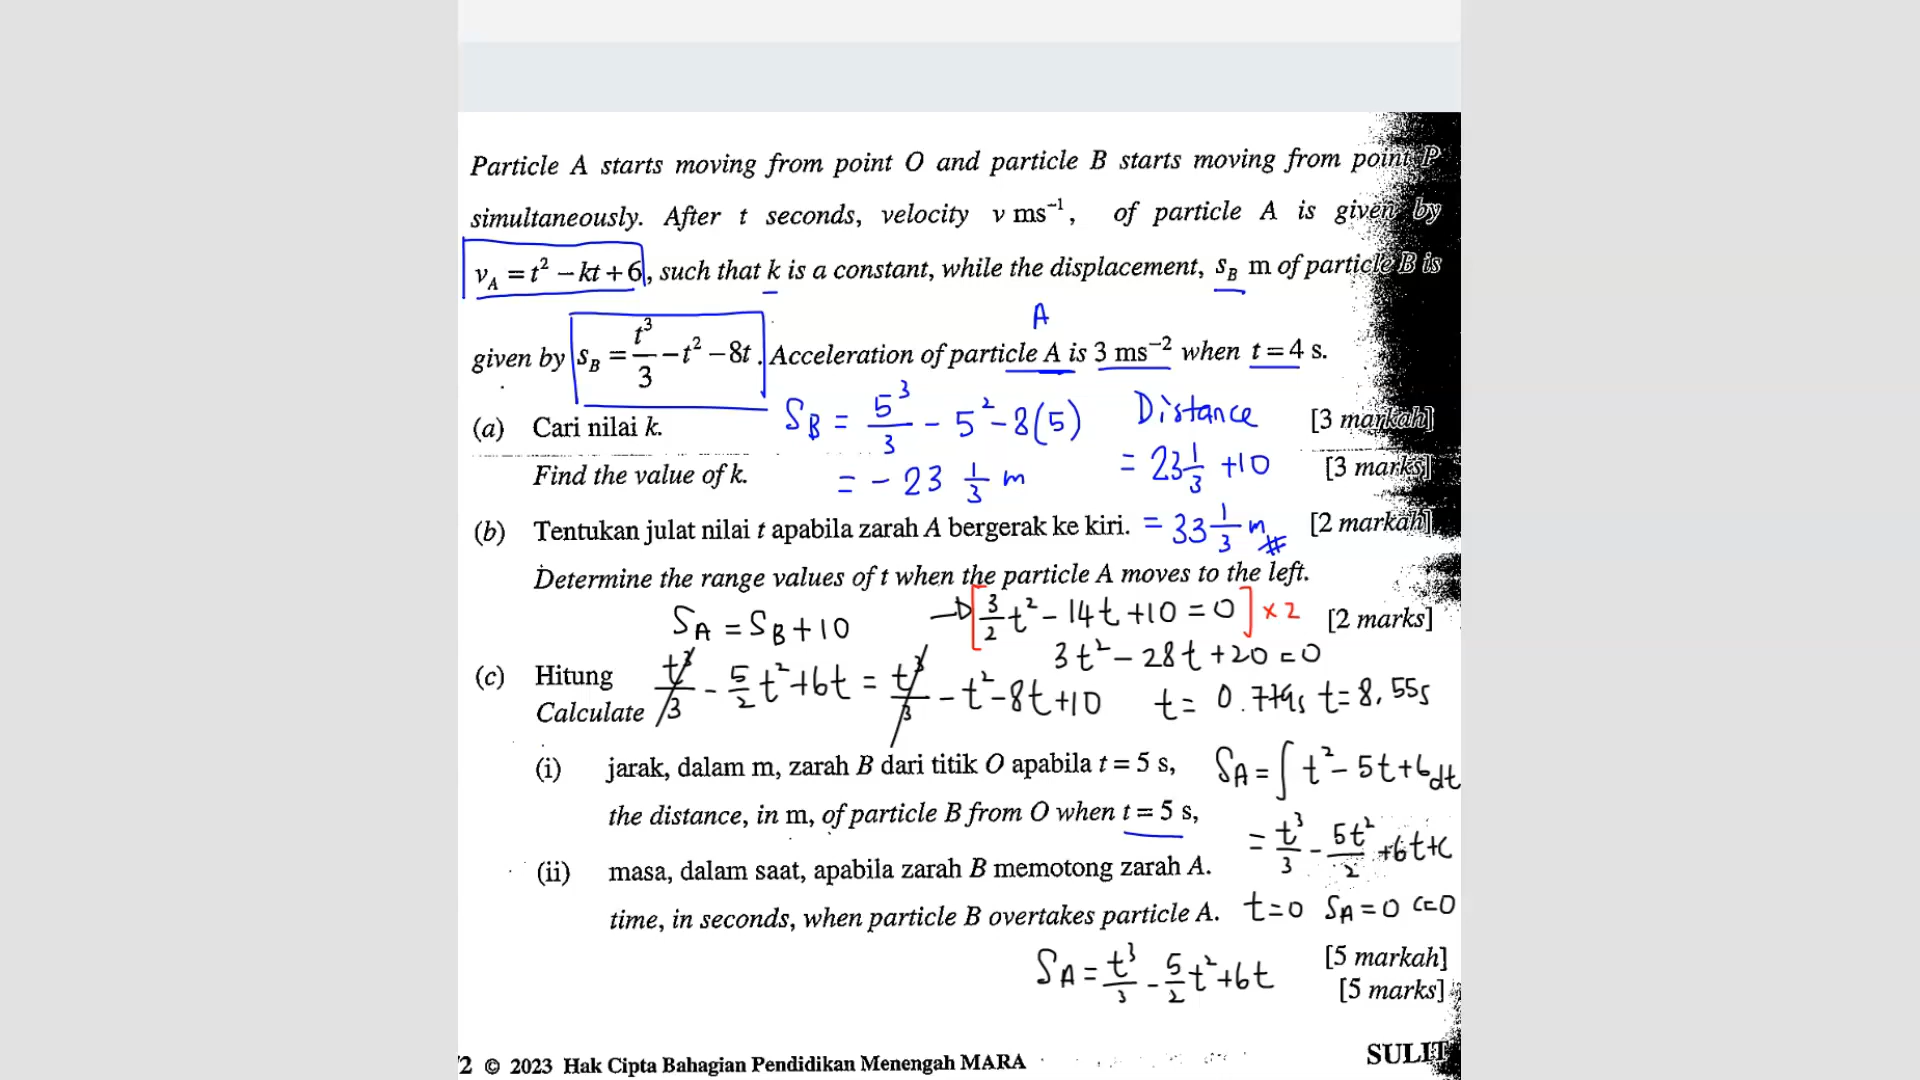 Particle A starts moving from point O and particle B starts moving from point P
simultaneously. After t seconds, velocity v ms⁻¹, of particle A is given by
v_A = t² – kt + 6, such that k is a constant, while the displacement, s_B m of particle B is
A
given by s_B = t³/3 – t² – 8t. Acceleration of particle A is 3 ms⁻² when t = 4 s.
S_B = 5³/3 - 5² - 8(5)
Distance
(a) Cari nilai k. [3 markah]
Find the value of k. [3 marks]
= - 23 1/3 m
= 23 1/3 + 10
(b) Tentukan julat nilai t apabila zarah A bergerak ke kiri. [2 markah]
= 33 1/3 m #
Determine the range values of t when the particle A moves to the left.
[2 marks]
S_A = S_B + 10
[3/2 t² - 14t + 10 = 0] × 2
3t² - 28t + 20 = 0
(c) Hitung
Calculate
t³/3 - 5/2 t² + 6t = t³/3 - t² - 8t + 10
t = 0.779s t = 8.55s
(i) jarak, dalam m, zarah B dari titik O apabila t = 5 s,
the distance, in m, of particle B from O when t = 5 s,
S_A = ∫ t² - 5t + 6 dt
= t³/3 - 5t²/2 + 6t + c
(ii) masa, dalam saat, apabila zarah B memotong zarah A.
time, in seconds, when particle B overtakes particle A.
t = 0 S_A = 0 c = 0
S_A = t³/3 - 5/2 t² + 6t
[5 markah]
[5 marks]
/2 © 2023 Hak Cipta Bahagian Pendidikan Menengah MARA
SULIT